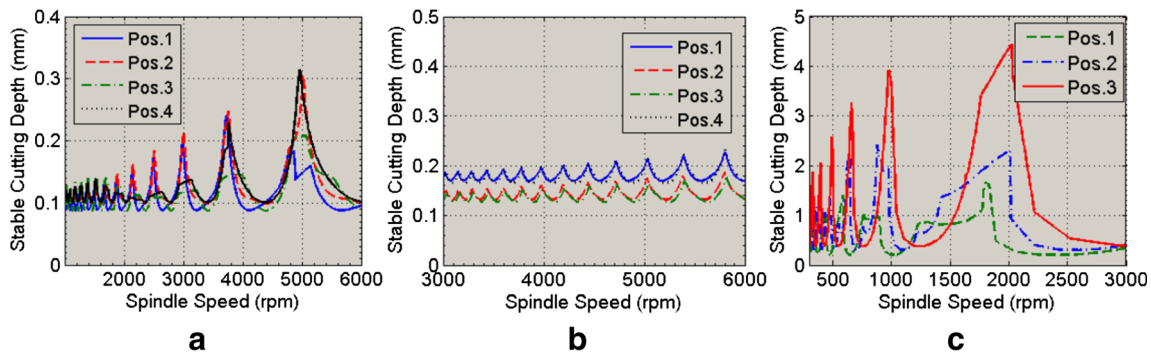 0.4
0.3
0.2
0.1
0
2000 3000 4000 5000 6000
Stable Cutting Depth (mm)
Spindle Speed (rpm)
Pos.1
Pos.2
Pos.3
Pos.4
a
0.5
0.4
0.3
0.2
0.1
0
3000 4000 5000 6000
Stable Cutting Depth (mm)
Spindle Speed (rpm)
Pos.1
Pos.2
Pos.3
Pos.4
b
5
4
3
2
1
0
500 1000 1500 2000 2500 3000
Stable Cutting Depth (mm)
Spindle Speed (rpm)
Pos.1
Pos.2
Pos.3
c